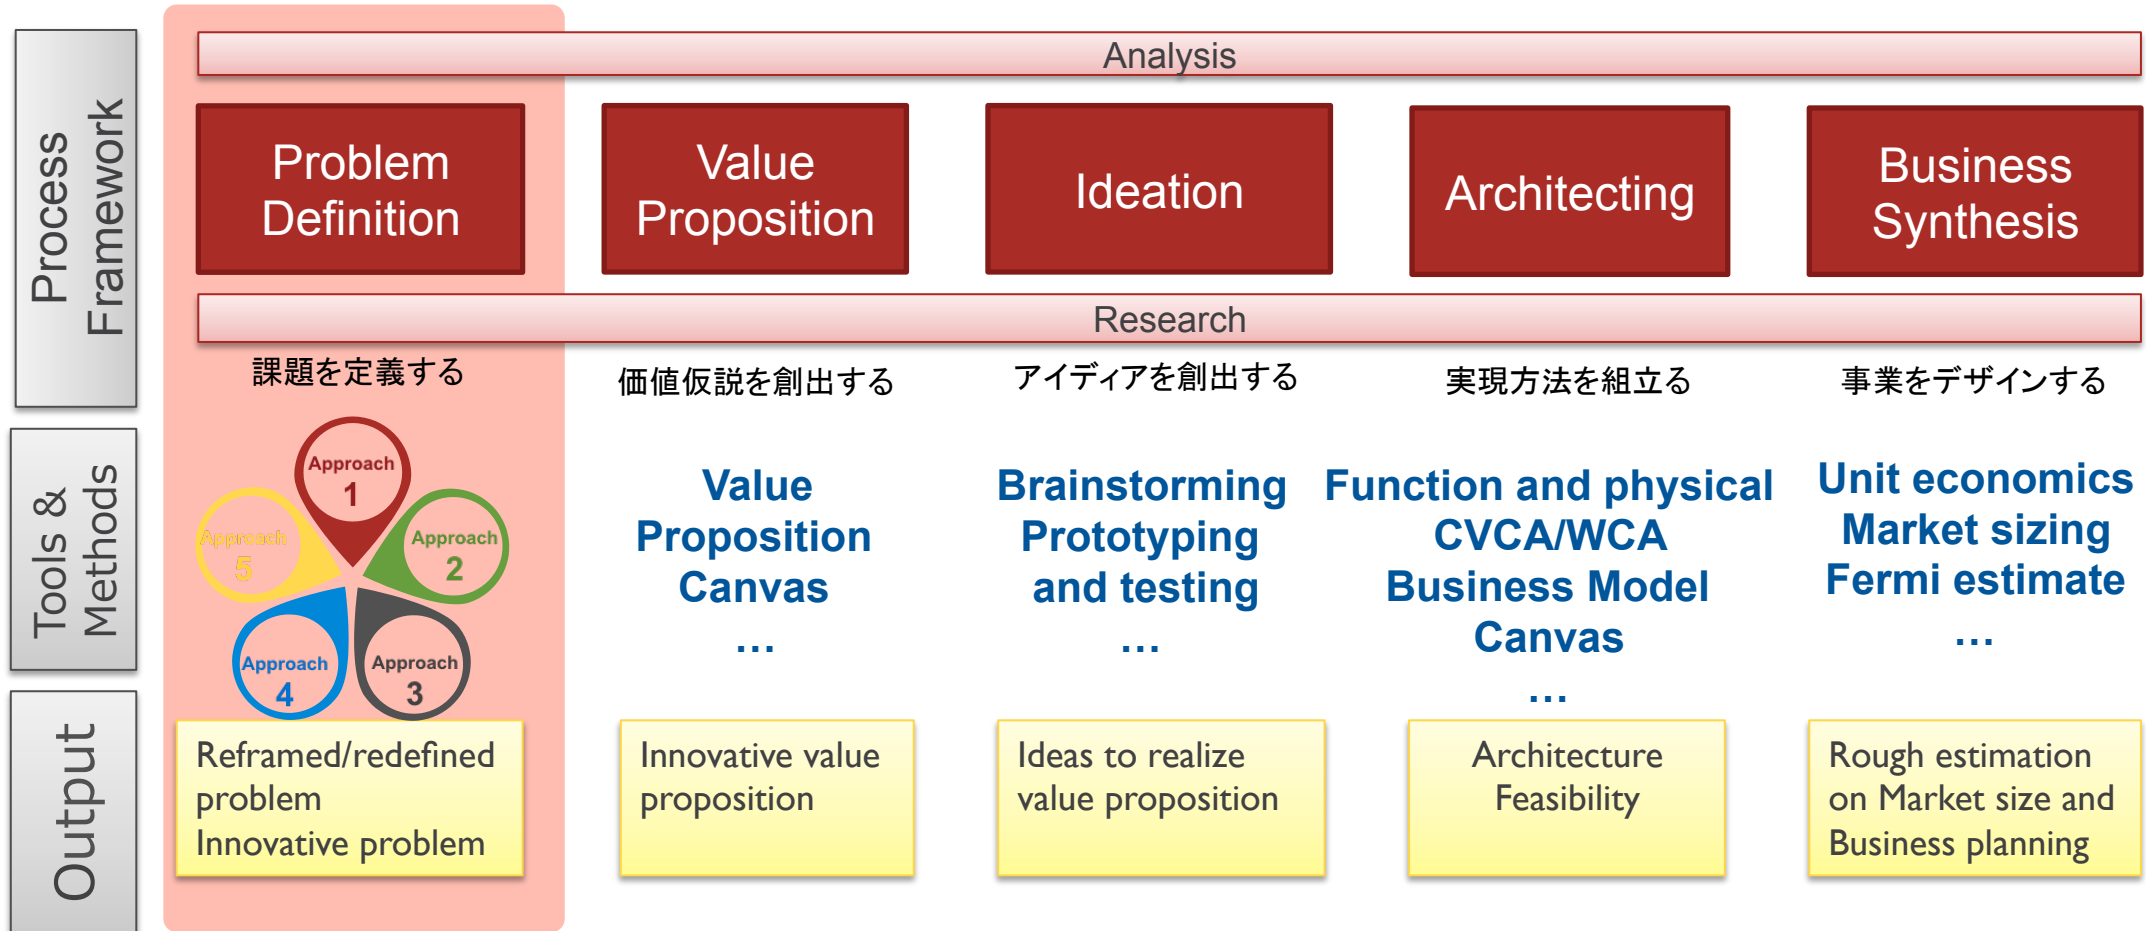 Process
Framework
Analysis
Problem
Definition
Value
Proposition
Ideation
Architecting
Business
Synthesis
Research
課題を定義する
価値仮説を創出する
アイディアを創出する
実現方法を組立る
事業をデザインする
Tools &
Methods
Approach
1
Approach
2
Approach
3
Approach
4
Approach
5
Value
Proposition
Canvas
…
Brainstorming
Prototyping
and testing
…
Function and physical
CVCA/WCA
Business Model
Canvas
…
Unit economics
Market sizing
Fermi estimate
…
Output
Reframed/redefined
problem
Innovative problem
Innovative value
proposition
Ideas to realize
value proposition
Architecture
Feasibility
Rough estimation
on Market size and
Business planning